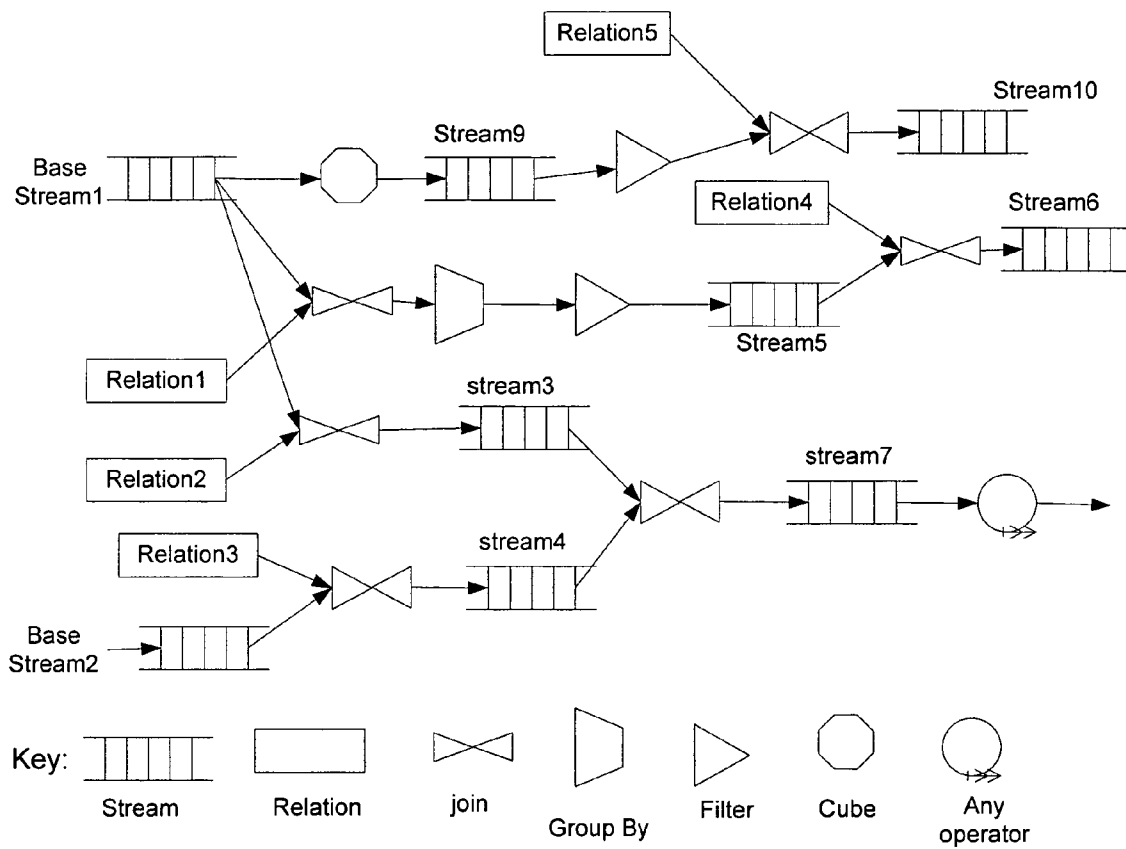 Relation5
Stream10
Stream9
Base
Stream1
Relation4
Stream6
Stream5
Relation1
stream3
Relation2
stream7
stream4
Relation3
Base
Stream2
Key:
Stream
Relation
join
Group By
Filter
Cube
Any
operator